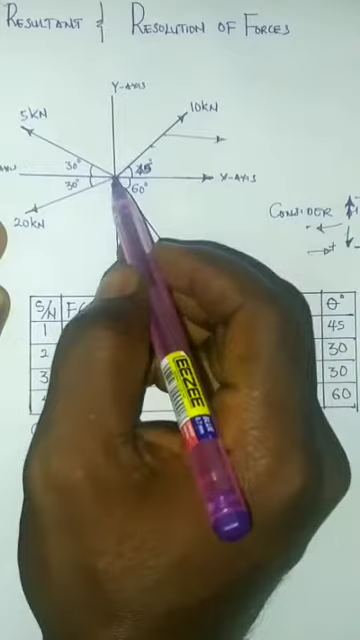 RESULTANT & RESOLUTION OF FORCES
Y-AXIS
10KN
5KN
30° 45°
X-AXIS
30° 60°
20KN
CONSIDER
+
S/N θ°
1 45
2 30
3 30
60
EEZEE